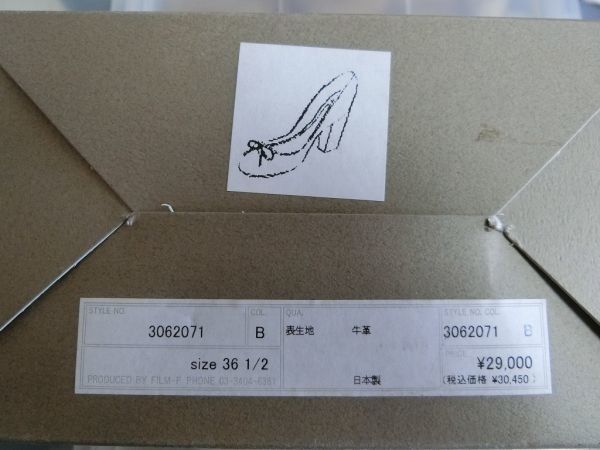 STYLE NO.
3062071
COL.
B
size 36 1/2
PRODUCED BY FILM-F PHONE 03-3404-6381
QUA.
表生地 牛革
日本製
STYLE NO. COL.
3062071 B
PRICE
¥29,000
(税込価格 ¥30,450)